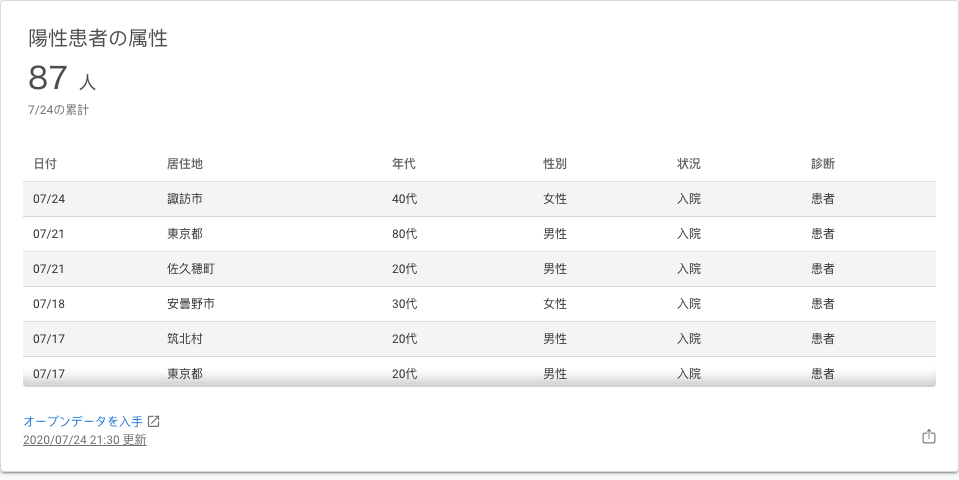 陽性患者の属性
87 人
7/24の累計
日付 居住地 年代 性別 状況 診断
07/24 諏訪市 40代 女性 入院 患者
07/21 東京都 80代 男性 入院 患者
07/21 佐久穂町 20代 男性 入院 患者
07/18 安曇野市 30代 女性 入院 患者
07/17 筑北村 20代 男性 入院 患者
07/17 東京都 20代 男性 入院 患者
オープンデータを入手
2020/07/24 21:30 更新